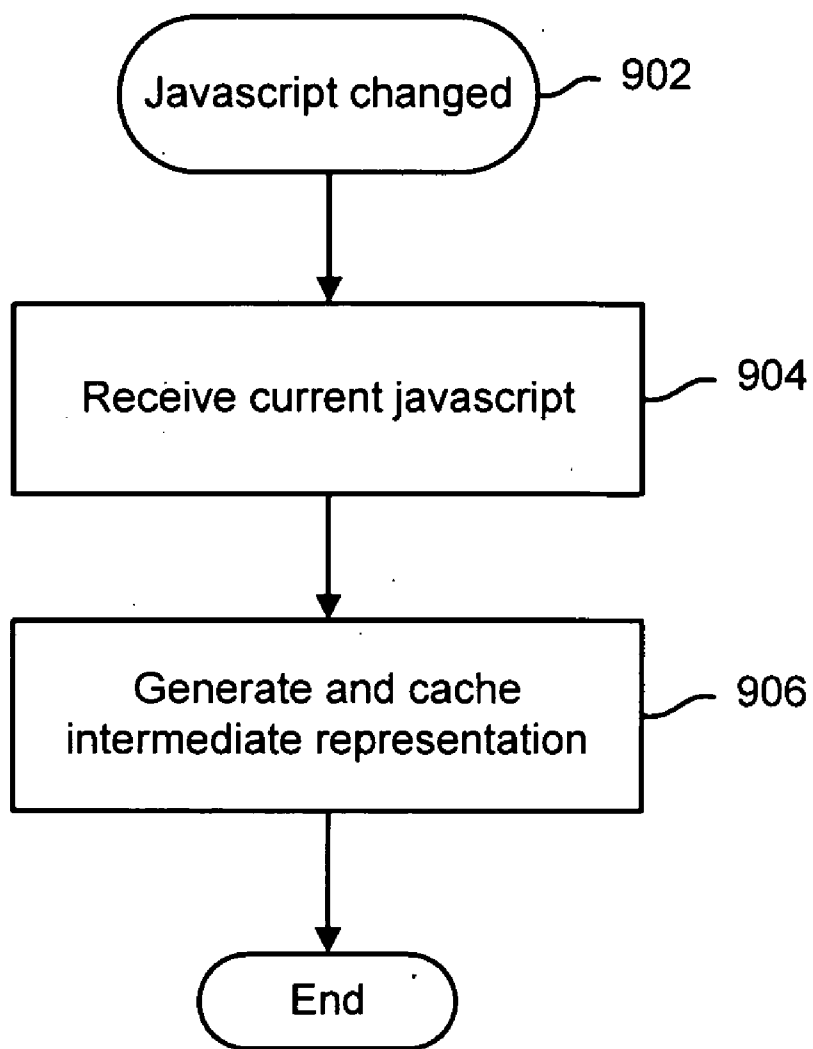 Javascript changed
902
Receive current javascript
904
Generate and cache
intermediate representation
906
End